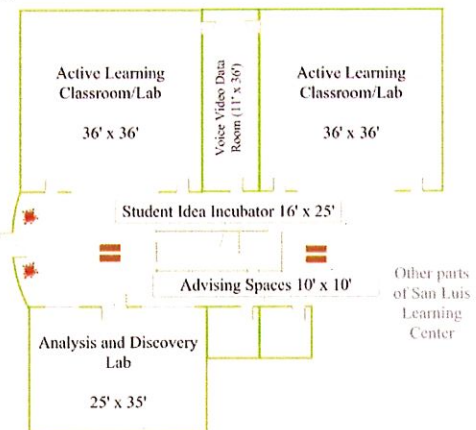 Active Learning
Classroom/Lab
36' x 36'
Voice Video Data
Room (11' x 36')
Active Learning
Classroom/Lab
36' x 36'
Student Idea Incubator 16' x 25'
Advising Spaces 10' x 10'
Other parts
of San Luis
Learning
Center
Analysis and Discovery
Lab
25' x 35'